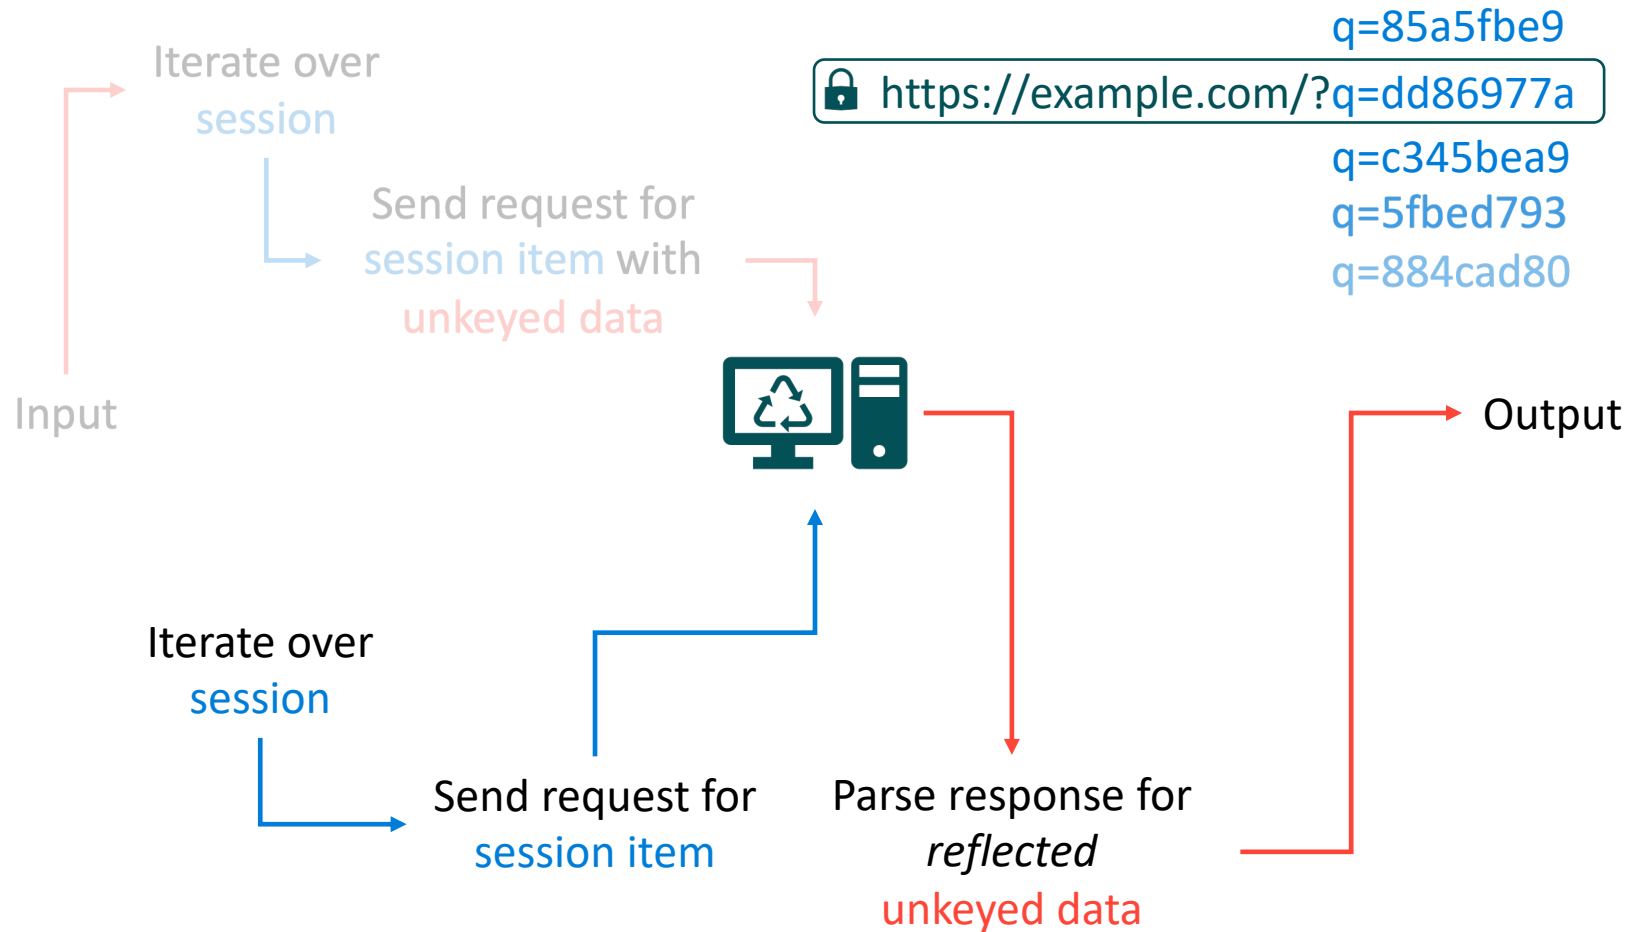 q=85a5fbe9
https://example.com/?q=dd86977a
q=c345bea9
q=5fbed793
q=884cad80
Iterate over
session
Send request for
session item with
unkeyed data
Input
Output
Iterate over
session
Send request for
session item
Parse response for
reflected
unkeyed data